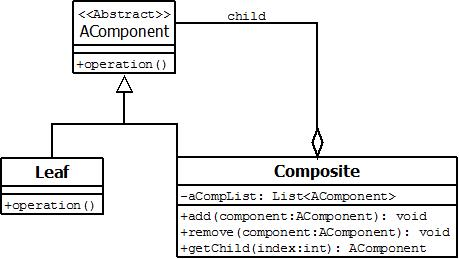 <<Abstract>>
AComponent
+operation()
child
Leaf
+operation()
Composite
-aCompList: List<AComponent>
+add(component:AComponent): void
+remove(component:AComponent): void
+getChild(index:int): AComponent